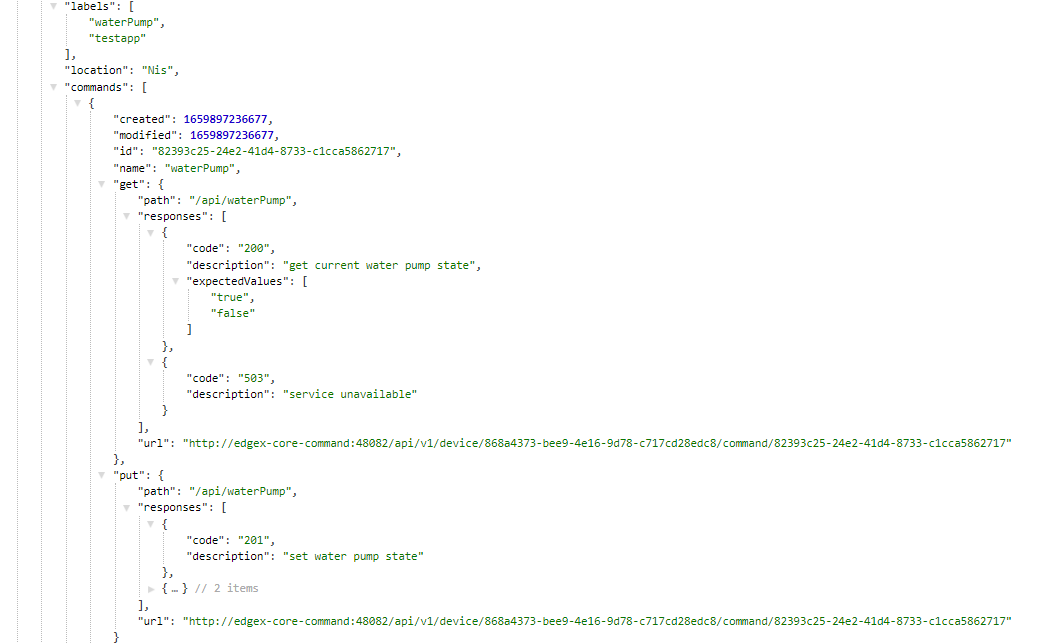 "labels": [
"waterPump",
"testapp"
],
"location": "Nis",
"commands": [
{
"created": 1659897236677,
"modified": 1659897236677,
"id": "82393c25-24e2-41d4-8733-c1cca5862717",
"name": "waterPump",
"get": {
"path": "/api/waterPump",
"responses": [
{
"code": "200",
"description": "get current water pump state",
"expectedValues": [
"true",
"false"
]
},
{
"code": "503",
"description": "service unavailable"
}
],
"url": "http://edgex-core-command:48082/api/v1/device/868a4373-bee9-4e16-9d78-c717cd28edc8/command/82393c25-24e2-41d4-8733-c1cca5862717"
},
"put": {
"path": "/api/waterPump",
"responses": [
{
"code": "201",
"description": "set water pump state"
},
{…} // 2 items
],
"url": "http://edgex-core-command:48082/api/v1/device/868a4373-bee9-4e16-9d78-c717cd28edc8/command/82393c25-24e2-41d4-8733-c1cca5862717"
}